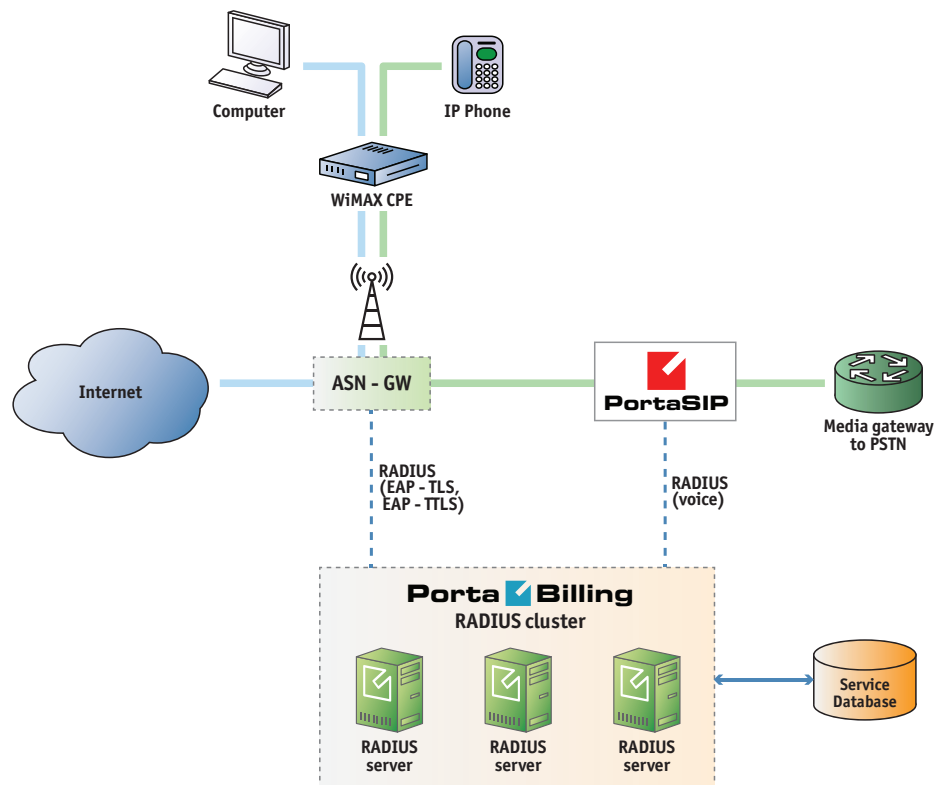 Computer
IP Phone
WiMAX CPE
Internet
ASN - GW
PortaSIP
Media gateway
to PSTN
RADIUS
(EAP - TLS,
EAP - TTLS)
RADIUS
(voice)
Porta Billing
RADIUS cluster
RADIUS
server
RADIUS
server
RADIUS
server
Service
Database